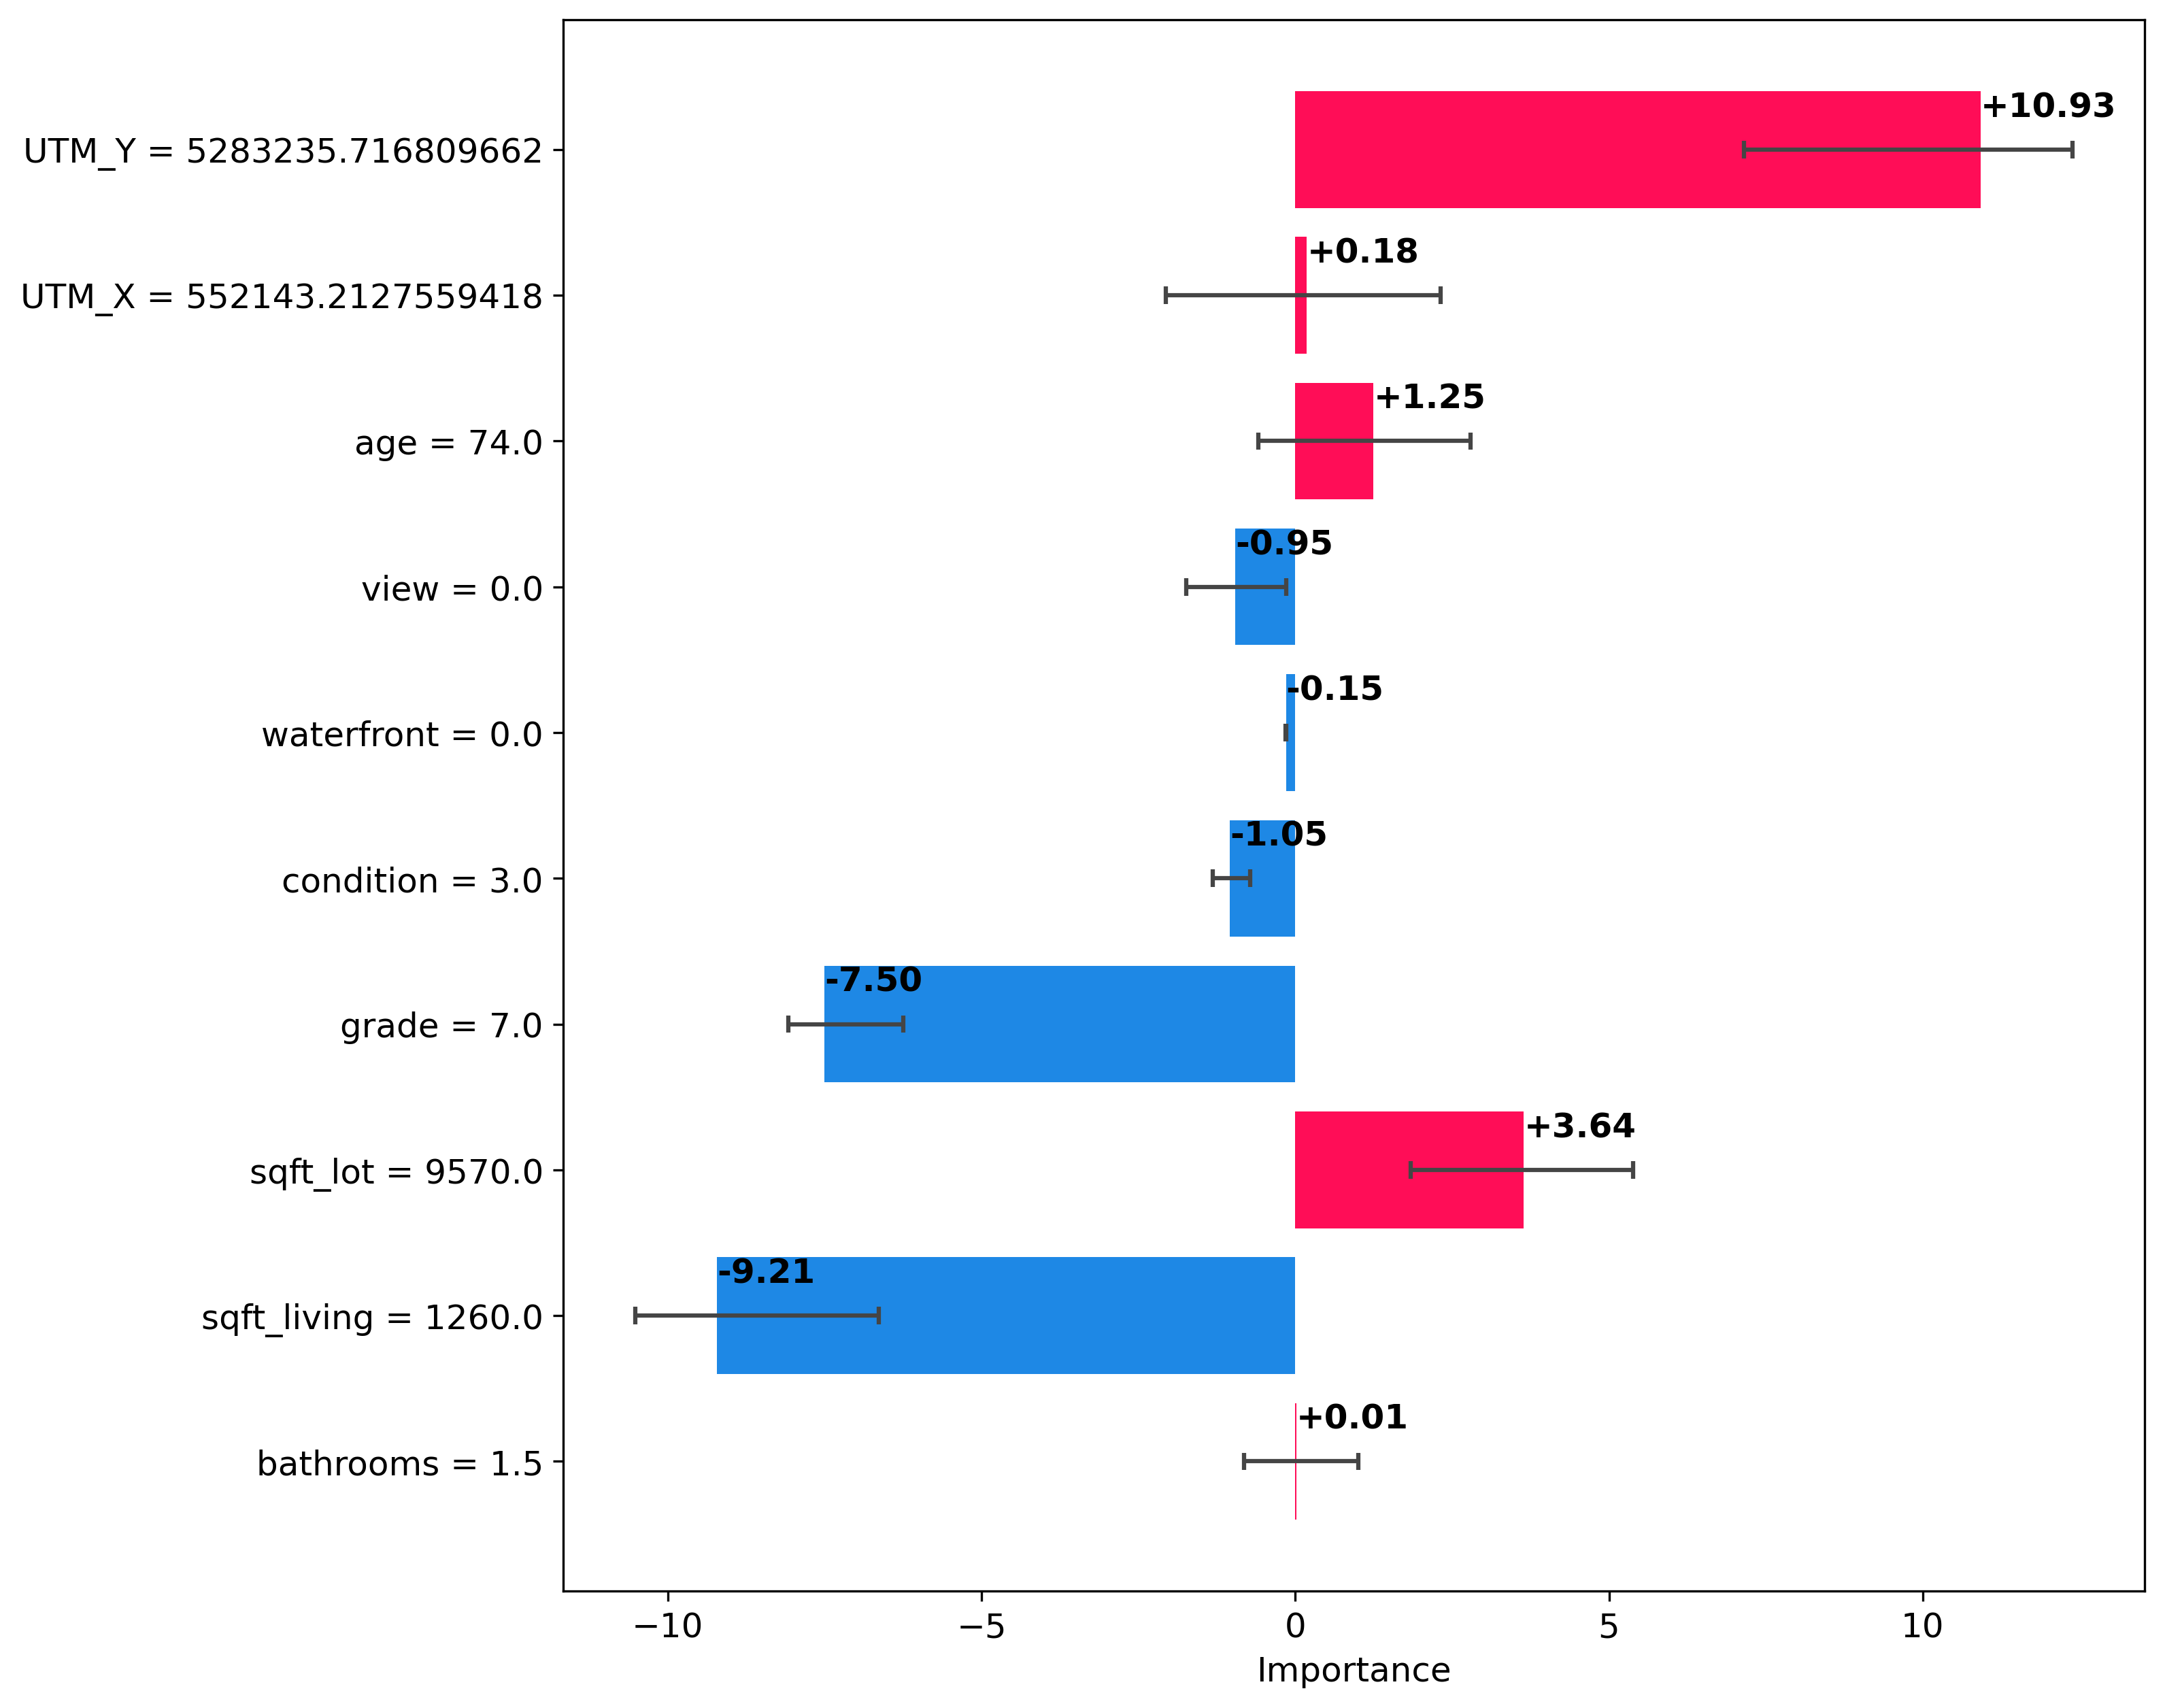 +10.93
UTM_Y = 5283235.716809662
+0.18
UTM_X = 552143.2127559418
+1.25
age = 74.0
-0.95
view = 0.0
-0.15
waterfront = 0.0
-1.05
condition = 3.0
-7.50
grade = 7.0
+3.64
sqft_lot = 9570.0
-9.21
sqft_living = 1260.0
+0.01
bathrooms = 1.5
−10 −5 0 5 10
Importance